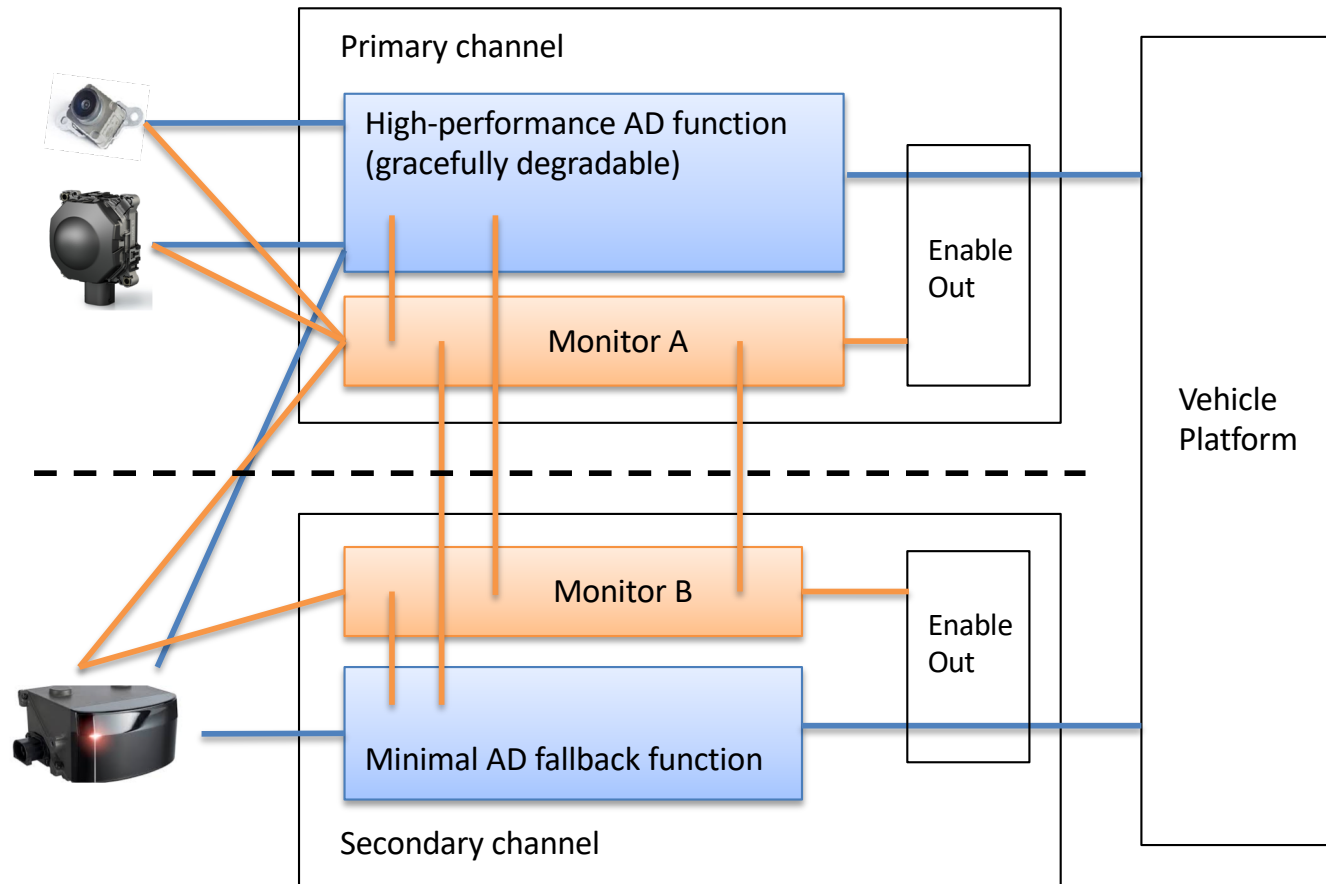 Primary channel
High-performance AD function
(gracefully degradable)
Enable
Out
Monitor A
Vehicle
Platform
Monitor B
Enable
Out
Minimal AD fallback function
Secondary channel